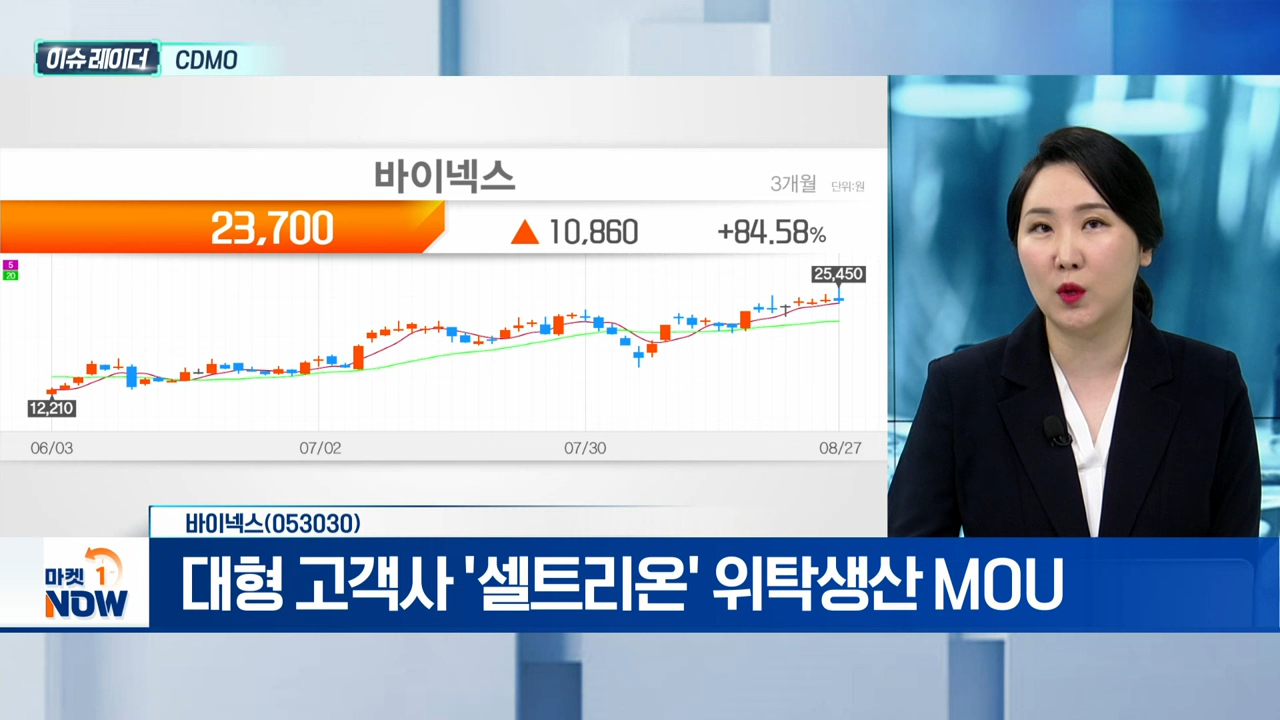 이슈 레이더 CDMO
바이넥스
3개월 단위:원
23,700 ▲ 10,860 +84.58%
5
20
25,450
12,210
06/03 07/02 07/30 08/27
바이넥스(053030)
마켓 1
NOW
대형 고객사 '셀트리온' 위탁생산 MOU